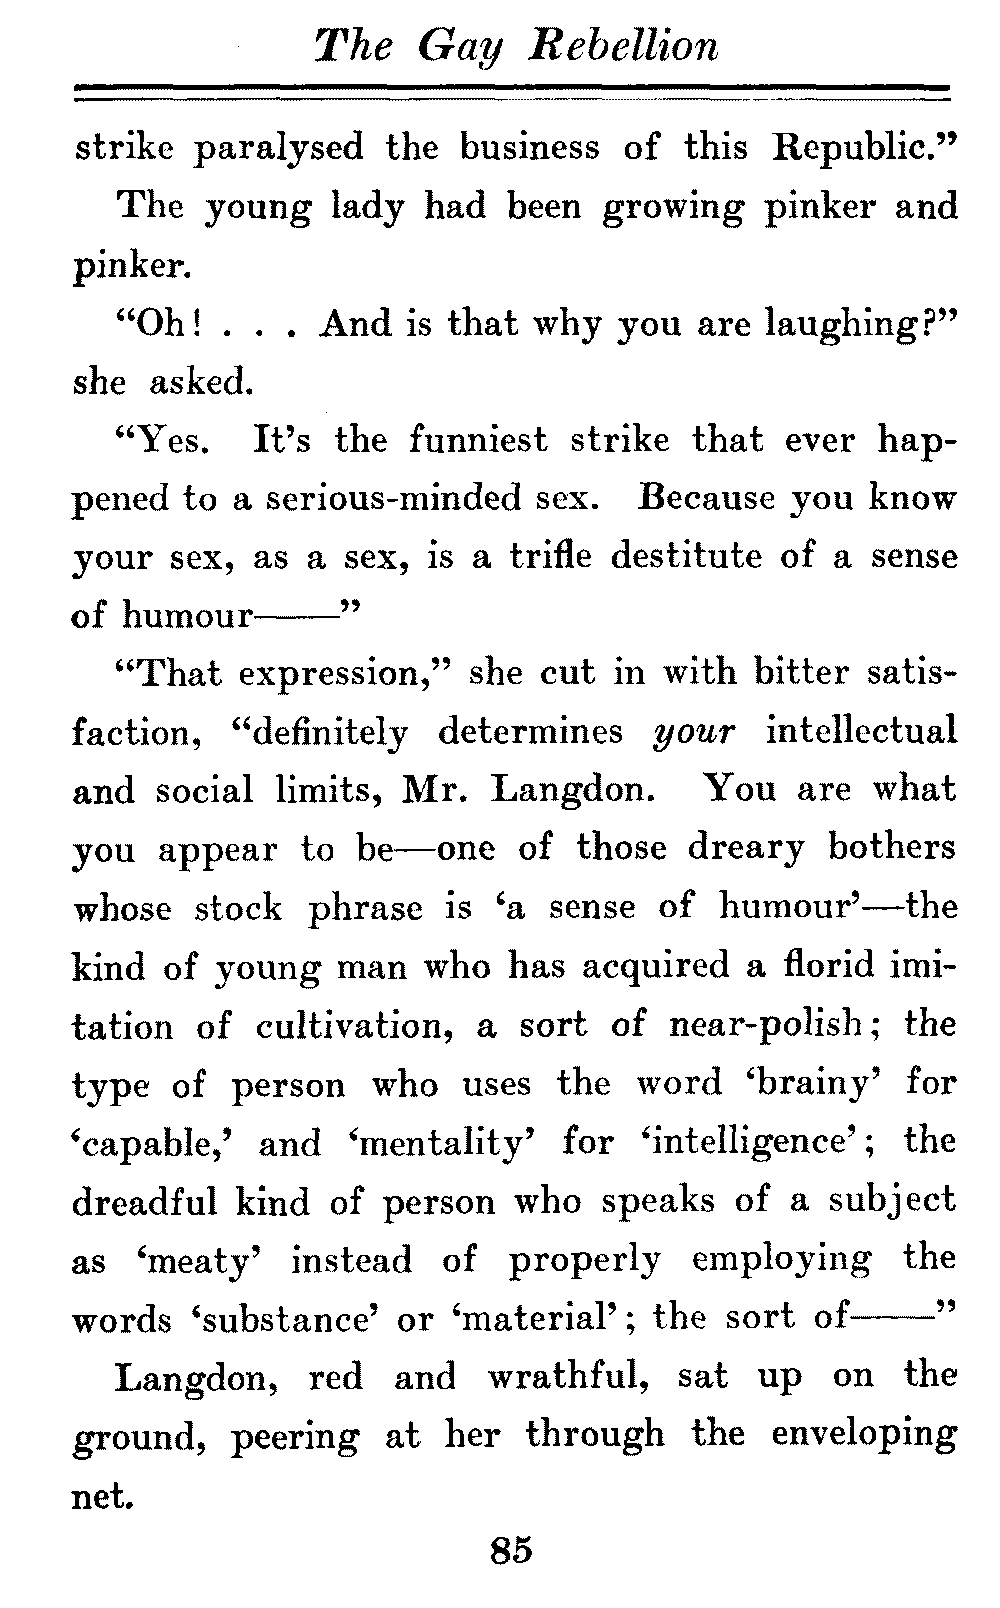 The Gay Rebellion
strike paralysed the business of this Republic.”
The young lady had been growing pinker and
pinker.
“Oh! . . . And is that why you are laughing?”
she asked.
“Yes. It’s the funniest strike that ever hap-
pened to a serious-minded sex. Because you know
your sex, as a sex, is a trifle destitute of a sense
of humour——”
“That expression,” she cut in with bitter satis-
faction, “definitely determines your intellectual
and social limits, Mr. Langdon. You are what
you appear to be—one of those dreary bothers
whose stock phrase is ‘a sense of humour’—the
kind of young man who has acquired a florid imi-
tation of cultivation, a sort of near-polish; the
type of person who uses the word ‘brainy’ for
‘capable,’ and ‘mentality’ for ‘intelligence’; the
dreadful kind of person who speaks of a subject
as ‘meaty’ instead of properly employing the
words ‘substance’ or ‘material’; the sort of——”
Langdon, red and wrathful, sat up on the
ground, peering at her through the enveloping
net.
85